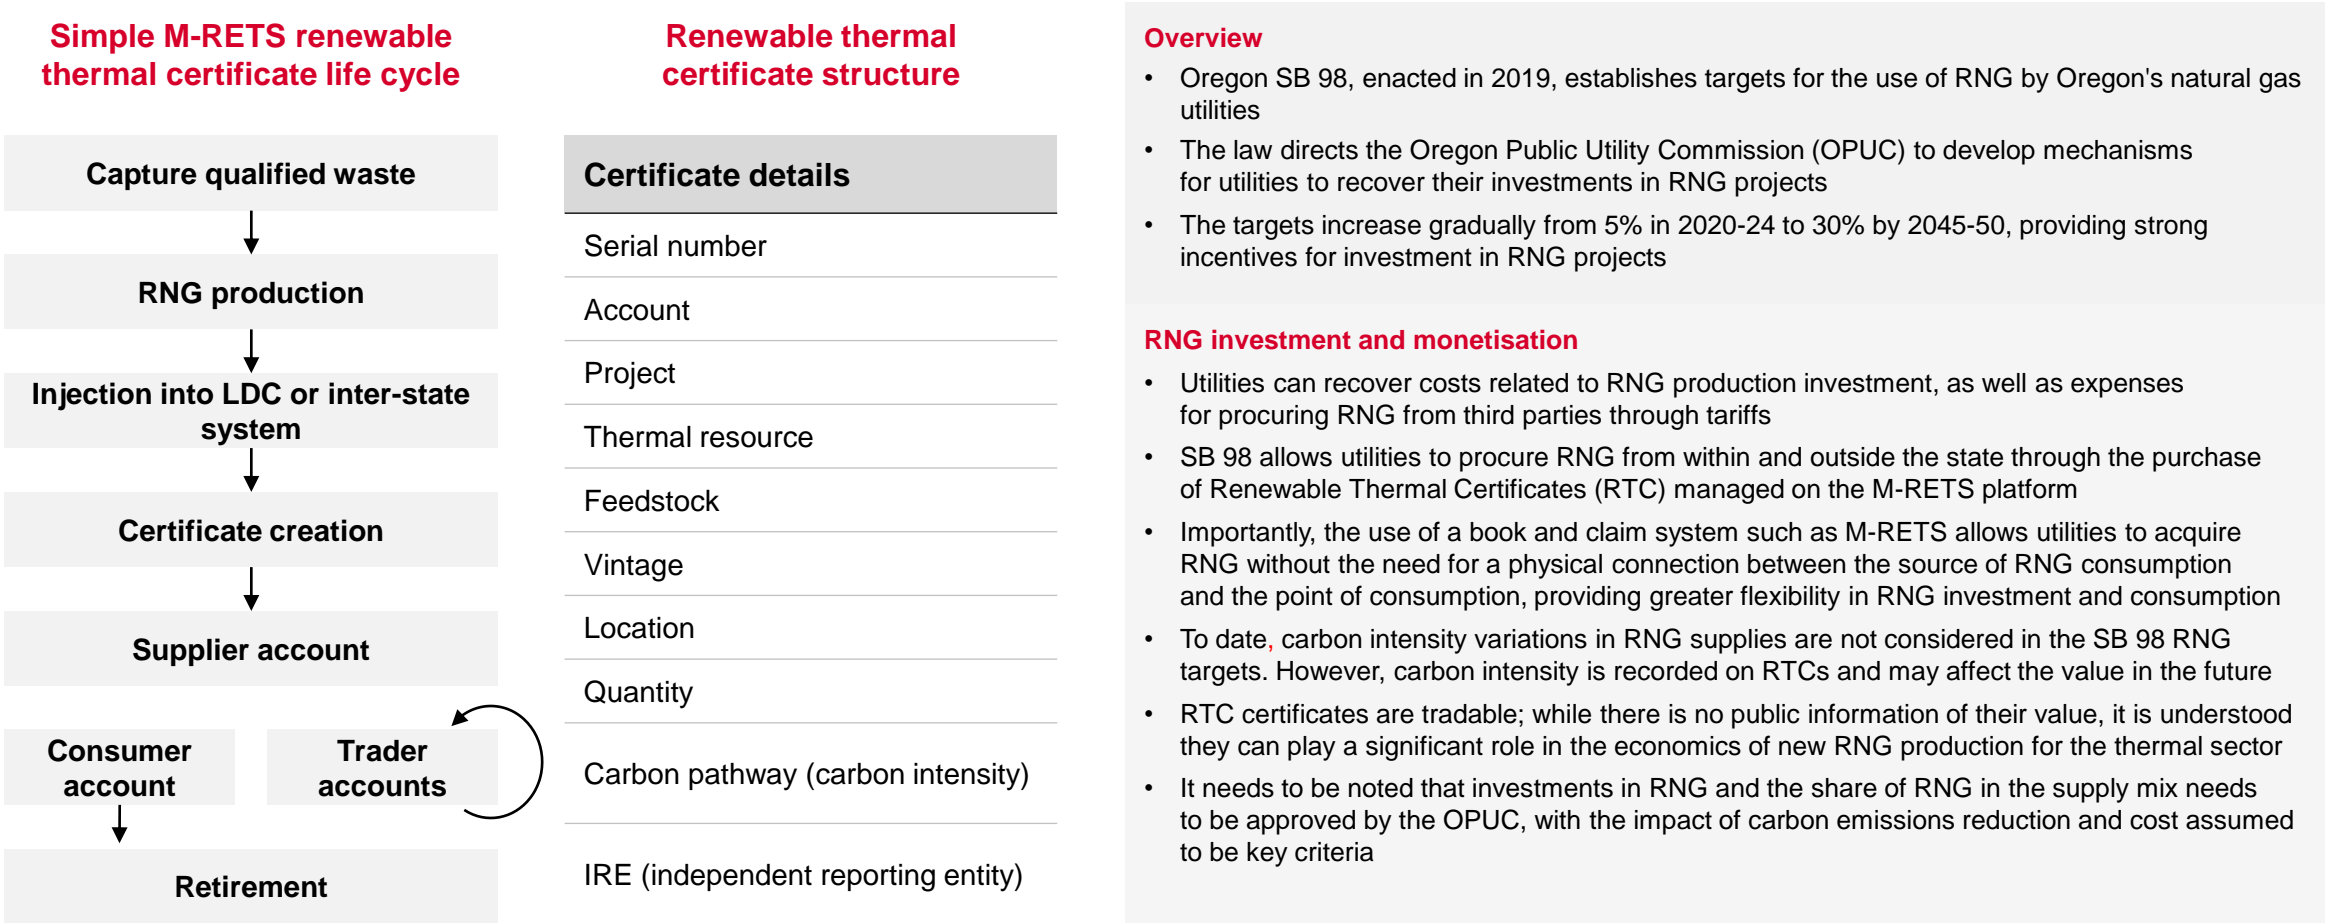 Simple M-RETS renewable
thermal certificate life cycle
Capture qualified waste
RNG production
Injection into LDC or inter-state
system
Certificate creation
Supplier account
Consumer
account
Trader
accounts
Retirement
Renewable thermal
certificate structure
Certificate details
Serial number
Account
Project
Thermal resource
Feedstock
Vintage
Location
Quantity
Carbon pathway (carbon intensity)
IRE (independent reporting entity)
Overview
• Oregon SB 98, enacted in 2019, establishes targets for the use of RNG by Oregon's natural gas
utilities
• The law directs the Oregon Public Utility Commission (OPUC) to develop mechanisms
for utilities to recover their investments in RNG projects
• The targets increase gradually from 5% in 2020-24 to 30% by 2045-50, providing strong
incentives for investment in RNG projects
RNG investment and monetisation
• Utilities can recover costs related to RNG production investment, as well as expenses
for procuring RNG from third parties through tariffs
• SB 98 allows utilities to procure RNG from within and outside the state through the purchase
of Renewable Thermal Certificates (RTC) managed on the M-RETS platform
• Importantly, the use of a book and claim system such as M-RETS allows utilities to acquire
RNG without the need for a physical connection between the source of RNG consumption
and the point of consumption, providing greater flexibility in RNG investment and consumption
• To date, carbon intensity variations in RNG supplies are not considered in the SB 98 RNG
targets. However, carbon intensity is recorded on RTCs and may affect the value in the future
• RTC certificates are tradable; while there is no public information of their value, it is understood
they can play a significant role in the economics of new RNG production for the thermal sector
• It needs to be noted that investments in RNG and the share of RNG in the supply mix needs
to be approved by the OPUC, with the impact of carbon emissions reduction and cost assumed
to be key criteria